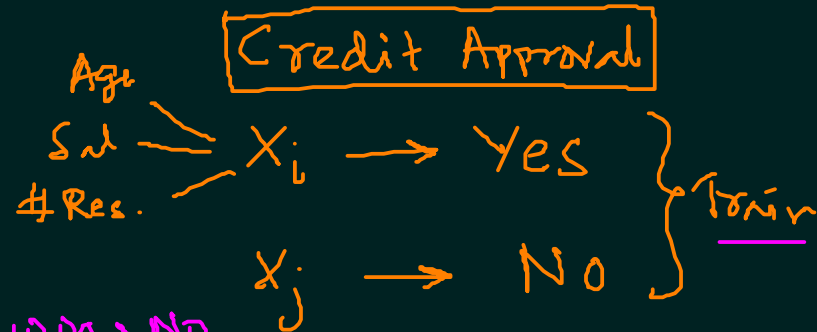 Credit Approval
Age
Sal
Xi → Yes
# Res.
Train
Xj → No